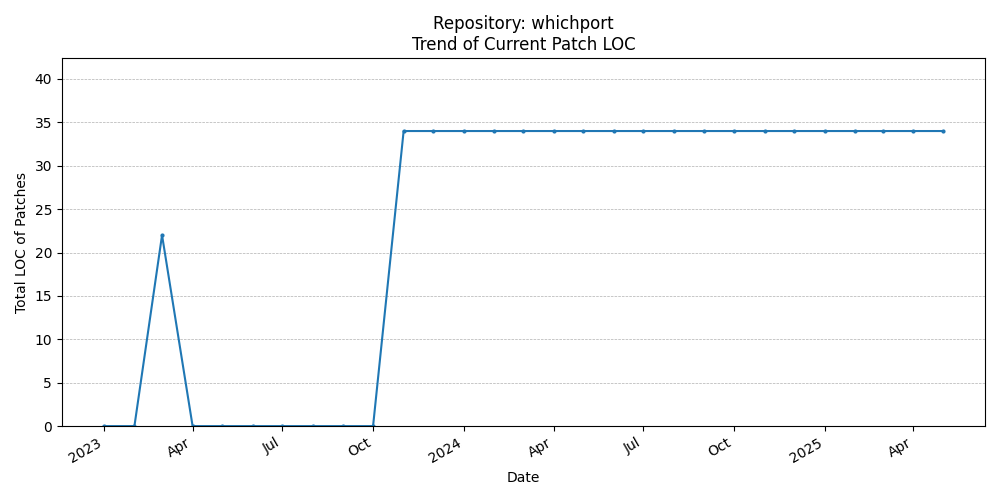 Repository: whichport
Trend of Current Patch LOC
Total LOC of Patches
40
35
30
25
20
15
10
5
0
2023
Apr
Jul
Oct
2024
Apr
Jul
Oct
2025
Apr
Date